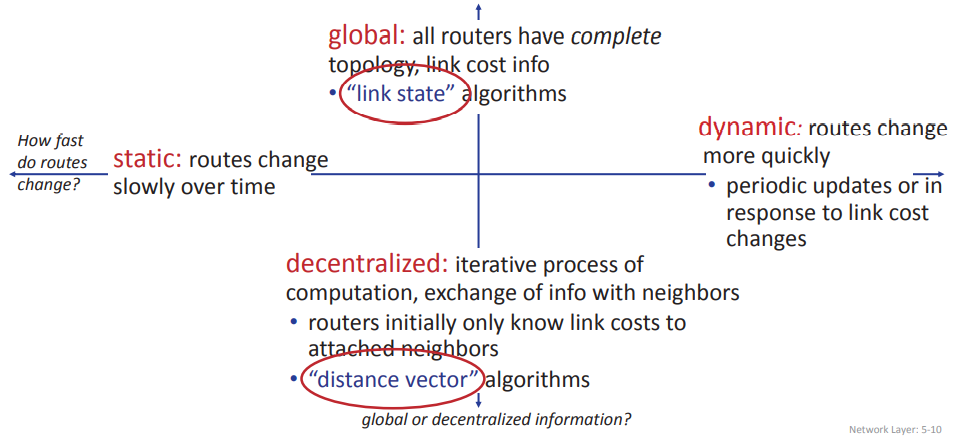 global: all routers have complete
topology, link cost info
• “link state” algorithms
How fast
do routes
change?
static: routes change
slowly over time
dynamic: routes change
more quickly
• periodic updates or in
response to link cost
changes
decentralized: iterative process of
computation, exchange of info with neighbors
• routers initially only know link costs to
attached neighbors
• “distance vector” algorithms
global or decentralized information?
Network Layer: 5-10